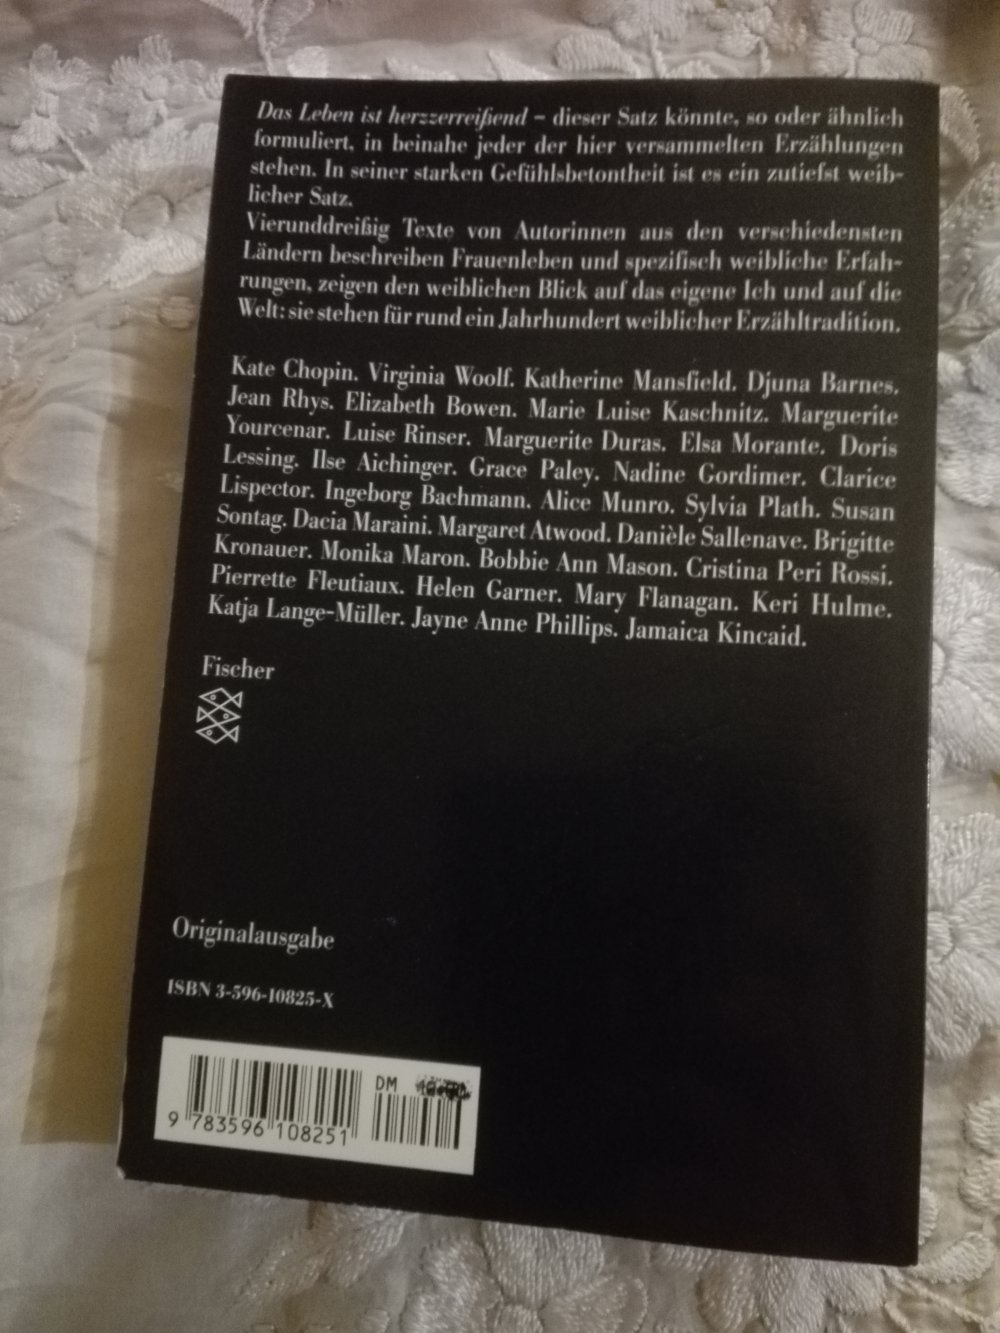 Das Leben ist herzzerreißend – dieser Satz könnte, so oder ähnlich
formuliert, in beinahe jeder der hier versammelten Erzählungen
stehen. In seiner starken Gefühlsbetontheit ist es ein zutiefst weib-
licher Satz.
Vierunddreißig Texte von Autorinnen aus den verschiedensten
Ländern beschreiben Frauenleben und spezifisch weibliche Erfah-
rungen, zeigen den weiblichen Blick auf das eigene Ich und auf die
Welt: sie stehen für rund ein Jahrhundert weiblicher Erzähltradition.
Kate Chopin. Virginia Woolf. Katherine Mansfield. Djuna Barnes.
Jean Rhys. Elizabeth Bowen. Marie Luise Kaschnitz. Marguerite
Yourcenar. Luise Rinser. Marguerite Duras. Elsa Morante. Doris
Lessing. Ilse Aichinger. Grace Paley. Nadine Gordimer. Clarice
Lispector. Ingeborg Bachmann. Alice Munro. Sylvia Plath. Susan
Sontag. Dacia Maraini. Margaret Atwood. Danièle Sallenave. Brigitte
Kronauer. Monika Maron. Bobbie Ann Mason. Cristina Peri Rossi.
Pierrette Fleutiaux. Helen Garner. Mary Flanagan. Keri Hulme.
Katja Lange-Müller. Jayne Anne Phillips. Jamaica Kincaid.
Fischer
Originalausgabe
ISBN 3-596-10825-X
DM
9 783596 108251